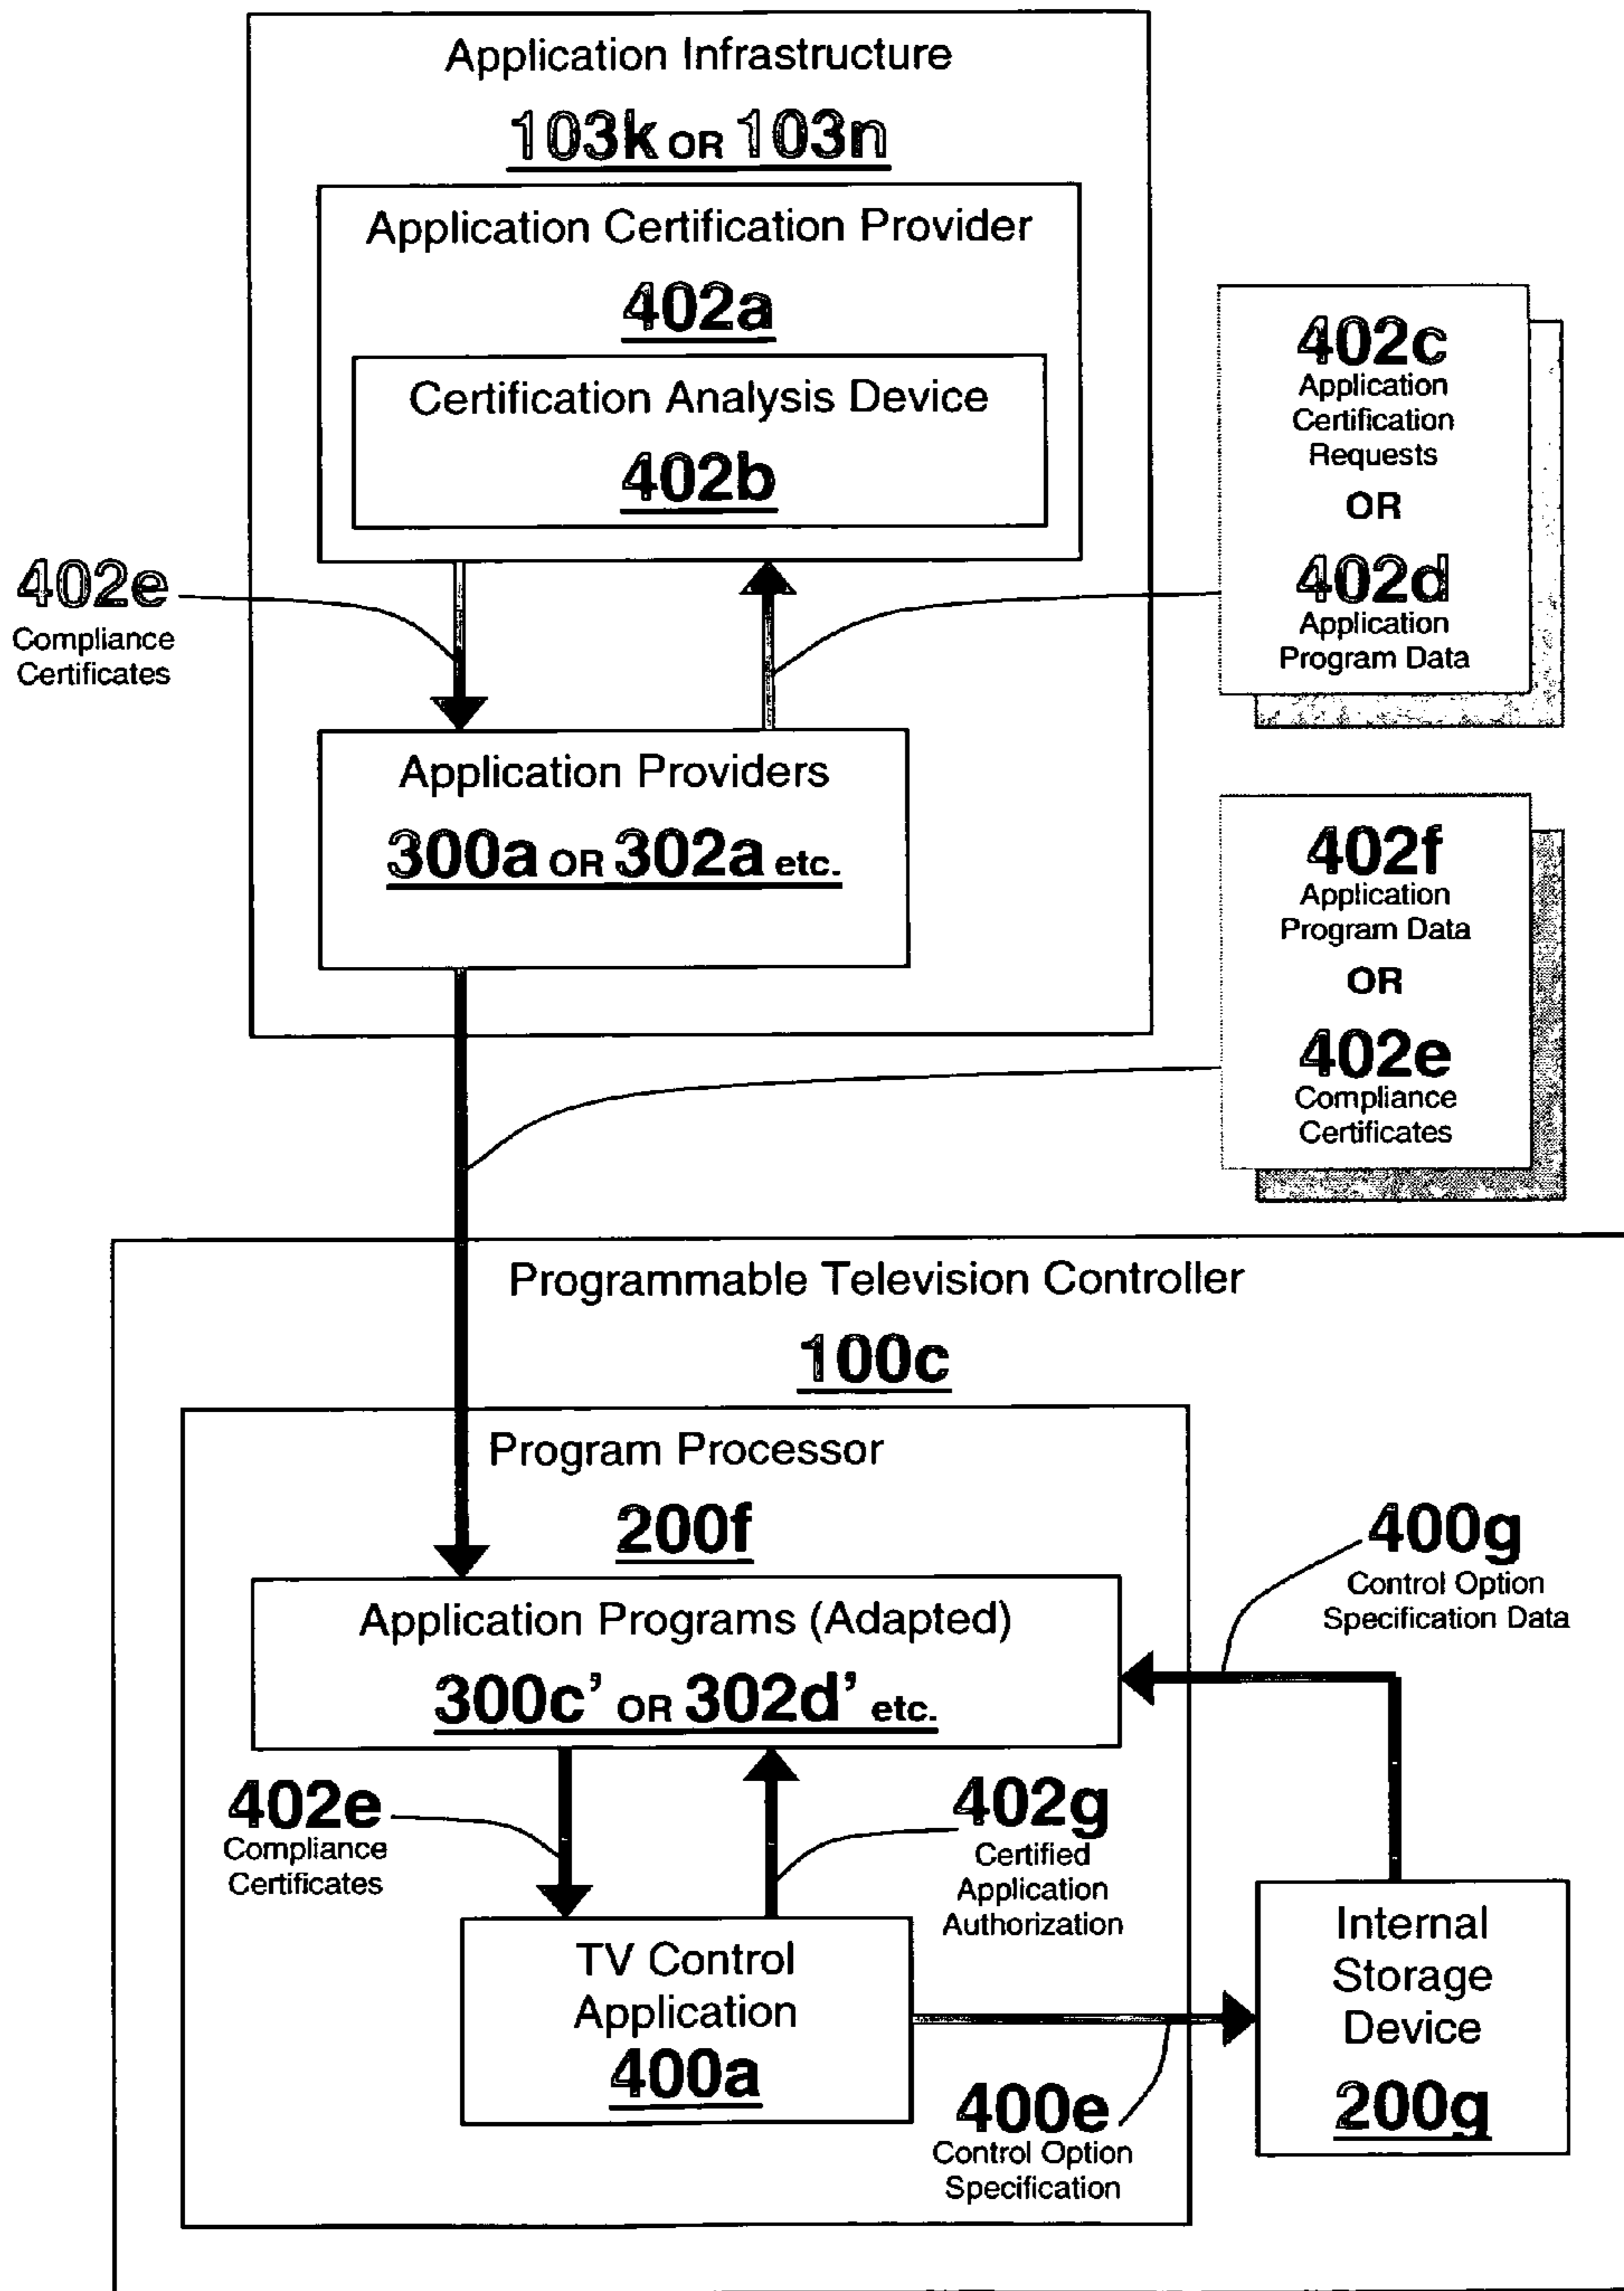 Application Infrastructure
103k OR 103n
Application Certification Provider
402a
Certification Analysis Device
402b
402c
Application
Certification
Requests
OR
402d
Application
Program Data
402e
Compliance
Certificates
Application Providers
300a OR 302a etc.
402f
Application
Program Data
OR
402e
Compliance
Certificates
Programmable Television Controller
100c
Program Processor
200f
400g
Control Option
Specification Data
Application Programs (Adapted)
300c' OR 302d' etc.
402e
Compliance
Certificates
402g
Certified
Application
Authorization
TV Control
Application
400a
Internal
Storage
Device
200g
400e
Control Option
Specification